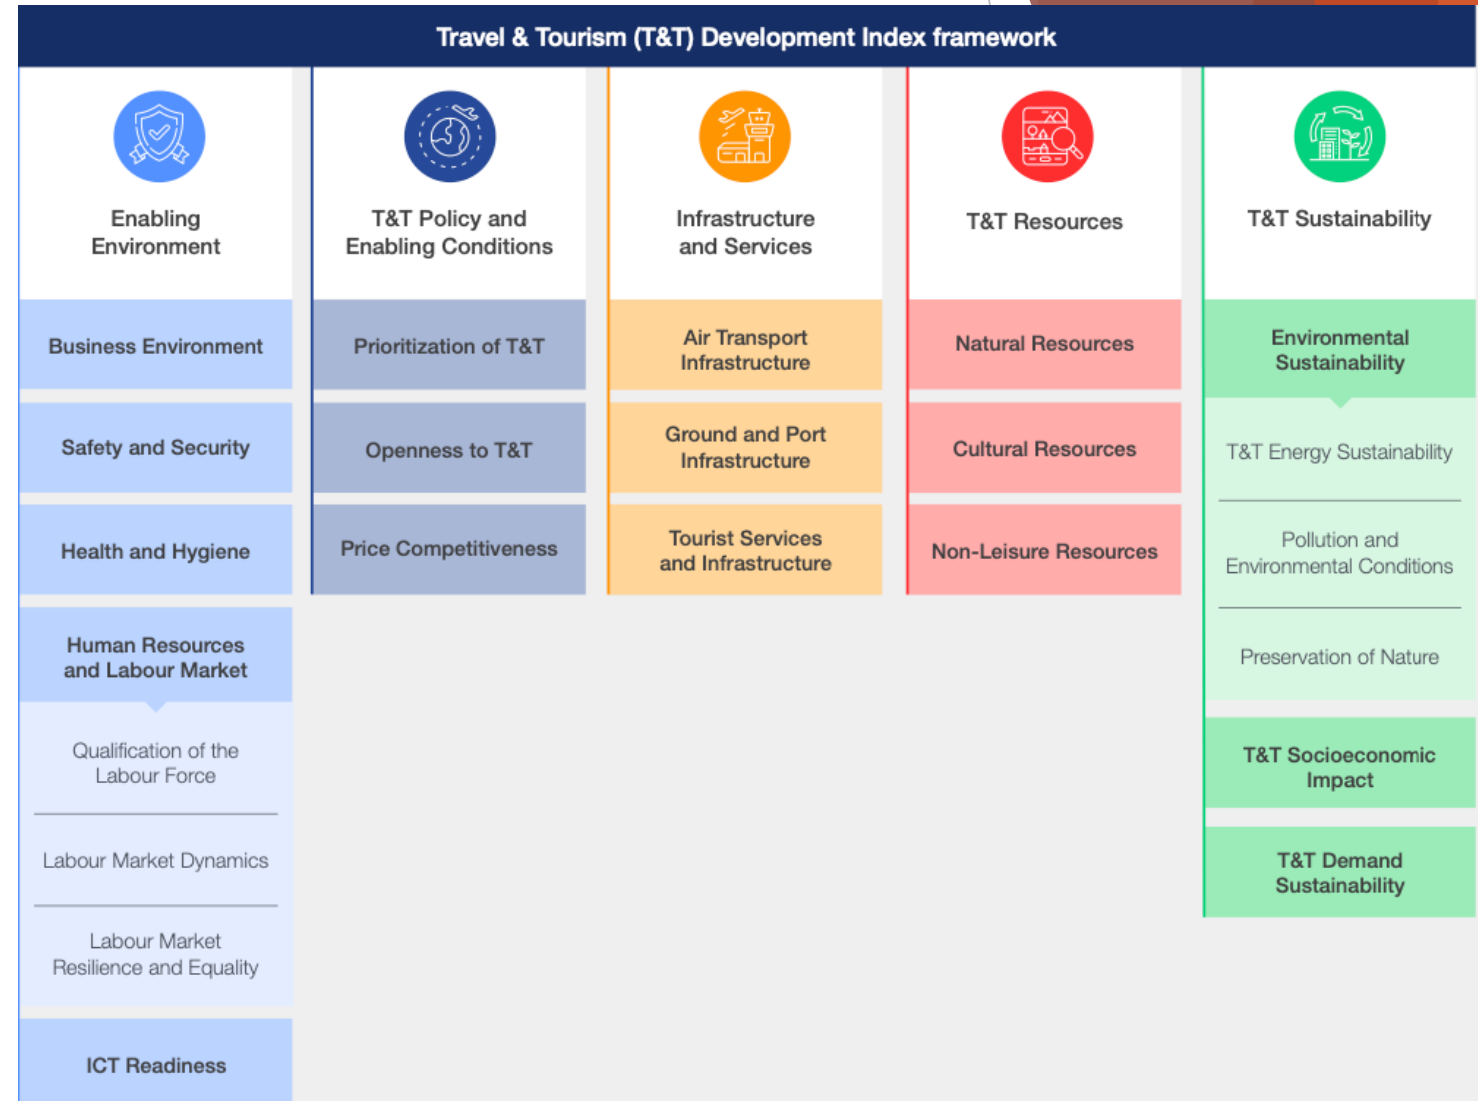 Travel & Tourism (T&T) Development Index framework
Enabling
Environment
Business Environment
Safety and Security
Health and Hygiene
Human Resources
and Labour Market
Qualification of the
Labour Force
Labour Market Dynamics
Labour Market
Resilience and Equality
ICT Readiness
T&T Policy and
Enabling Conditions
Prioritization of T&T
Openness to T&T
Price Competitiveness
Infrastructure
and Services
Air Transport
Infrastructure
Ground and Port
Infrastructure
Tourist Services
and Infrastructure
T&T Resources
Natural Resources
Cultural Resources
Non-Leisure Resources
T&T Sustainability
Environmental
Sustainability
T&T Energy Sustainability
Pollution and
Environmental Conditions
Preservation of Nature
T&T Socioeconomic
Impact
T&T Demand
Sustainability